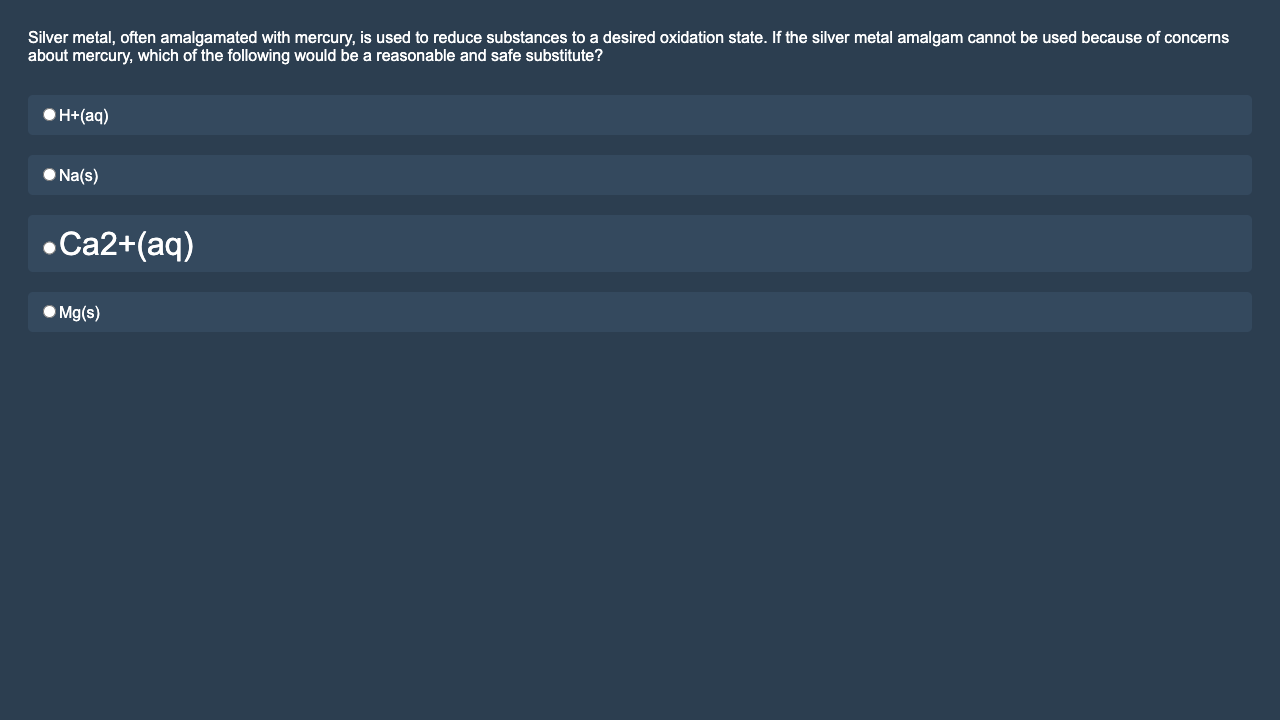 Silver metal, often amalgamated with mercury, is used to reduce substances to a desired oxidation state. If the silver metal amalgam cannot be used because of concerns
about mercury, which of the following would be a reasonable and safe substitute?
H+(aq)
Na(s)
Ca2+(aq)
Mg(s)